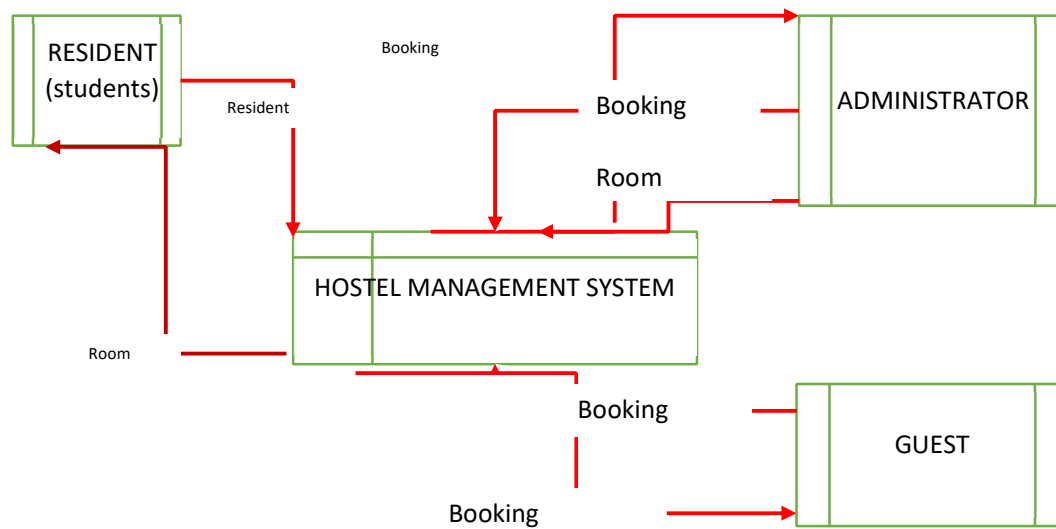 RESIDENT
(students)
Booking
Resident
Booking
ADMINISTRATOR
Room
HOSTEL MANAGEMENT SYSTEM
Room
Booking
GUEST
Booking